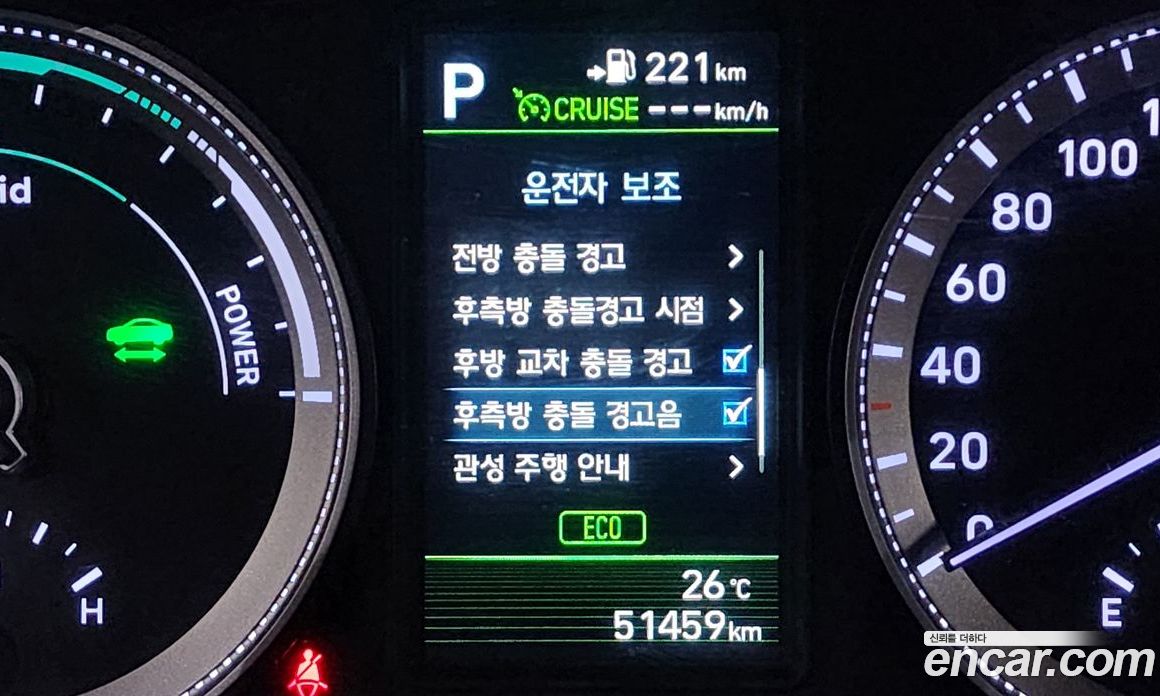 P
221 km
CRUISE ---km/h
운전자 보조
전방 충돌 경고
후측방 충돌경고 시점
후방 교차 충돌 경고
후측방 충돌 경고음
관성 주행 안내
ECO
26 ℃
51459 km
id
POWER
H
100
80
60
40
20
0
E
신뢰를 더하다
encar.com